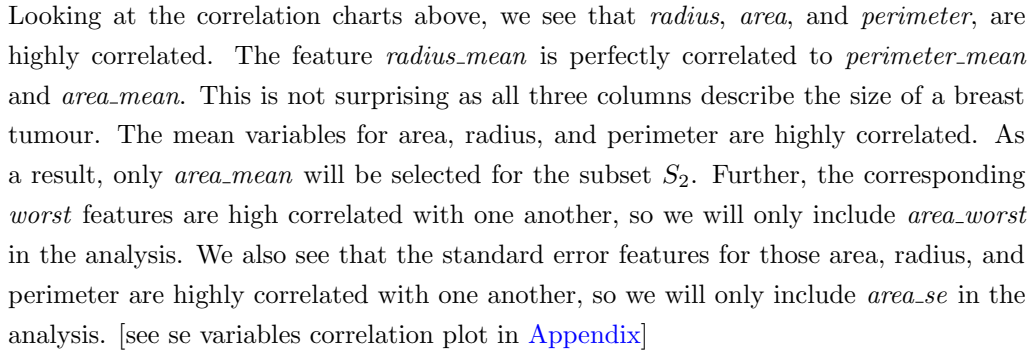 Looking at the correlation charts above, we see that radius, area, and perimeter, are
highly correlated. The feature radius_mean is perfectly correlated to perimeter_mean
and area_mean. This is not surprising as all three columns describe the size of a breast
tumour. The mean variables for area, radius, and perimeter are highly correlated. As
a result, only area_mean will be selected for the subset S₂. Further, the corresponding
worst features are high correlated with one another, so we will only include area_worst
in the analysis. We also see that the standard error features for those area, radius, and
perimeter are highly correlated with one another, so we will only include area_se in the
analysis. [see se variables correlation plot in Appendix]